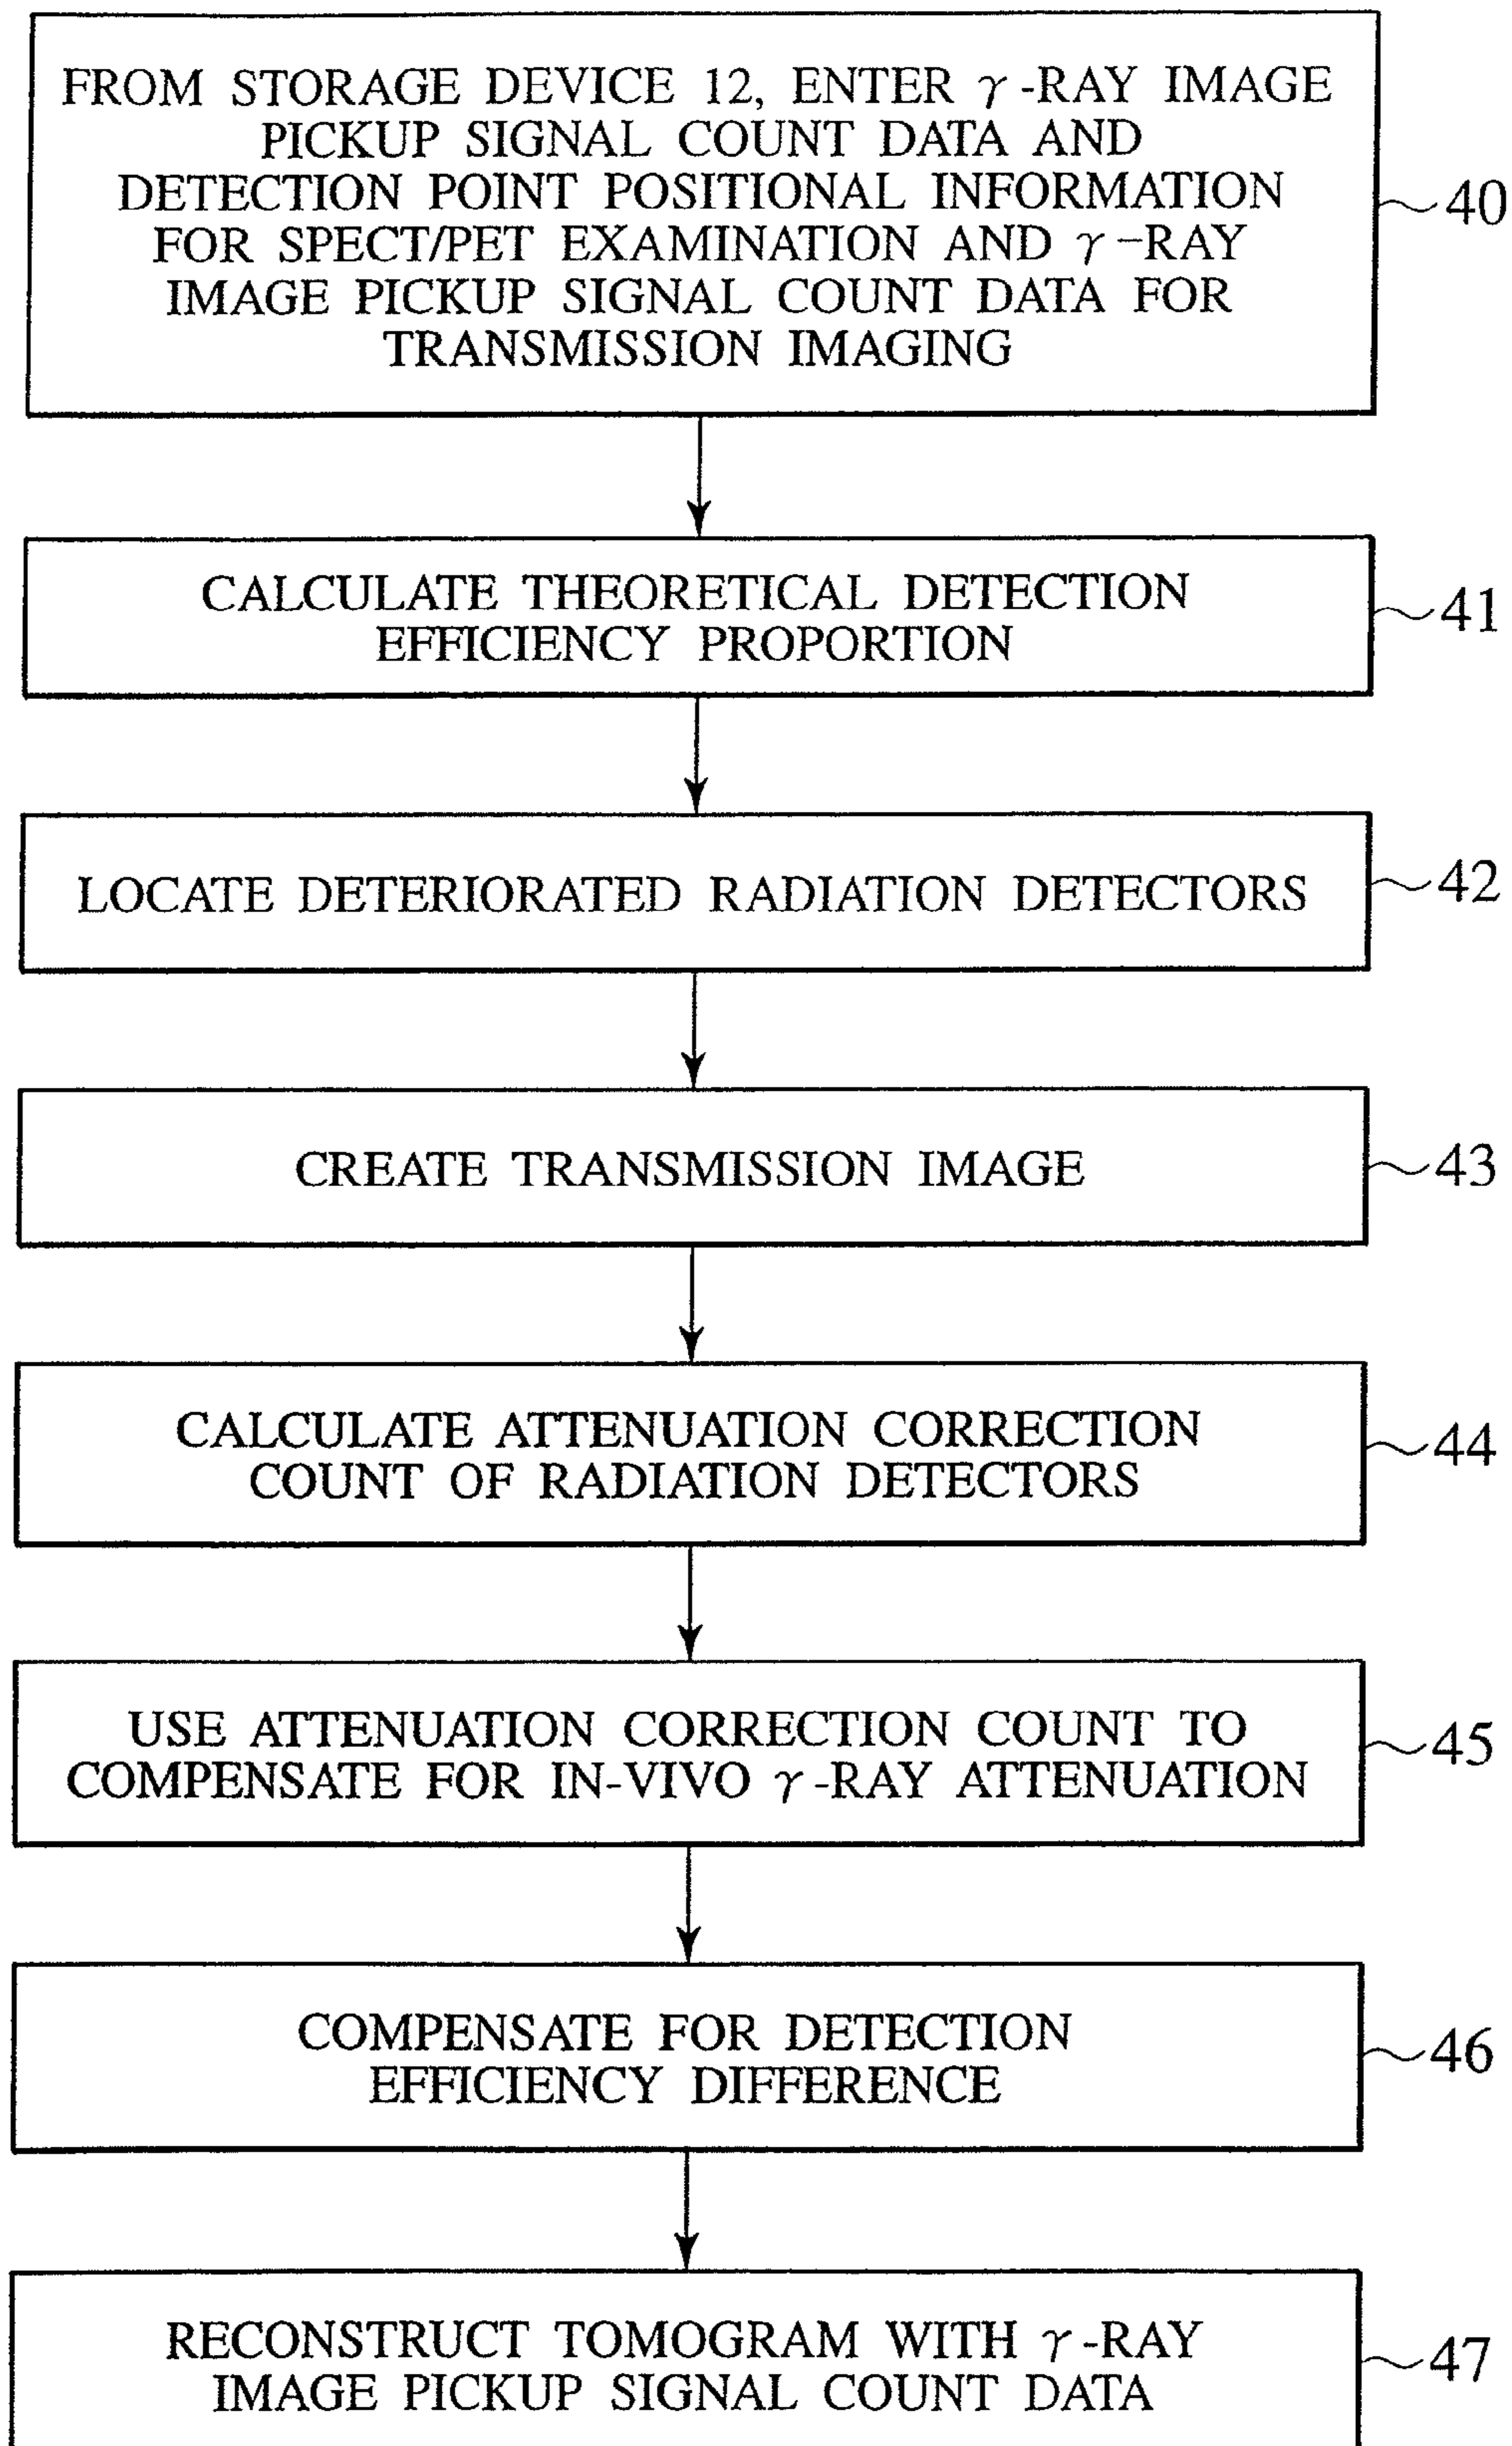 FROM STORAGE DEVICE 12, ENTER γ-RAY IMAGE
PICKUP SIGNAL COUNT DATA AND
DETECTION POINT POSITIONAL INFORMATION
FOR SPECT/PET EXAMINATION AND γ-RAY
IMAGE PICKUP SIGNAL COUNT DATA FOR
TRANSMISSION IMAGING
40
CALCULATE THEORETICAL DETECTION
EFFICIENCY PROPORTION
41
LOCATE DETERIORATED RADIATION DETECTORS
42
CREATE TRANSMISSION IMAGE
43
CALCULATE ATTENUATION CORRECTION
COUNT OF RADIATION DETECTORS
44
USE ATTENUATION CORRECTION COUNT TO
COMPENSATE FOR IN-VIVO γ-RAY ATTENUATION
45
COMPENSATE FOR DETECTION
EFFICIENCY DIFFERENCE
46
RECONSTRUCT TOMOGRAM WITH γ-RAY
IMAGE PICKUP SIGNAL COUNT DATA
47